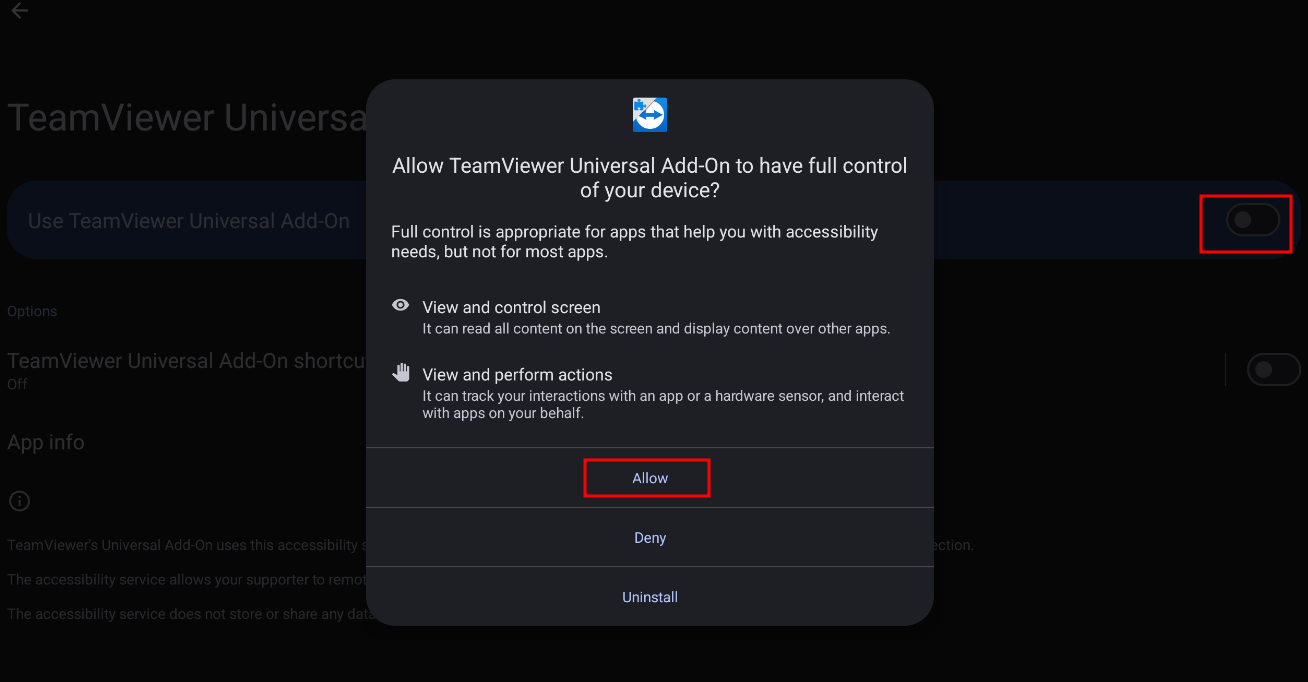 TeamViewer Universa
Allow TeamViewer Universal Add-On to have full control
of your device?
Use TeamViewer Universal Add-On
Full control is appropriate for apps that help you with accessibility
needs, but not for most apps.
Options
View and control screen
It can read all content on the screen and display content over other apps.
TeamViewer Universal Add-On shortcu
Off
View and perform actions
It can track your interactions with an app or a hardware sensor, and interact
with apps on your behalf.
App info
Allow
Deny
Uninstall
TeamViewer's Universal Add-On uses this accessibility s
ection.
The accessibility service allows your supporter to remot
The accessibility service does not store or share any data